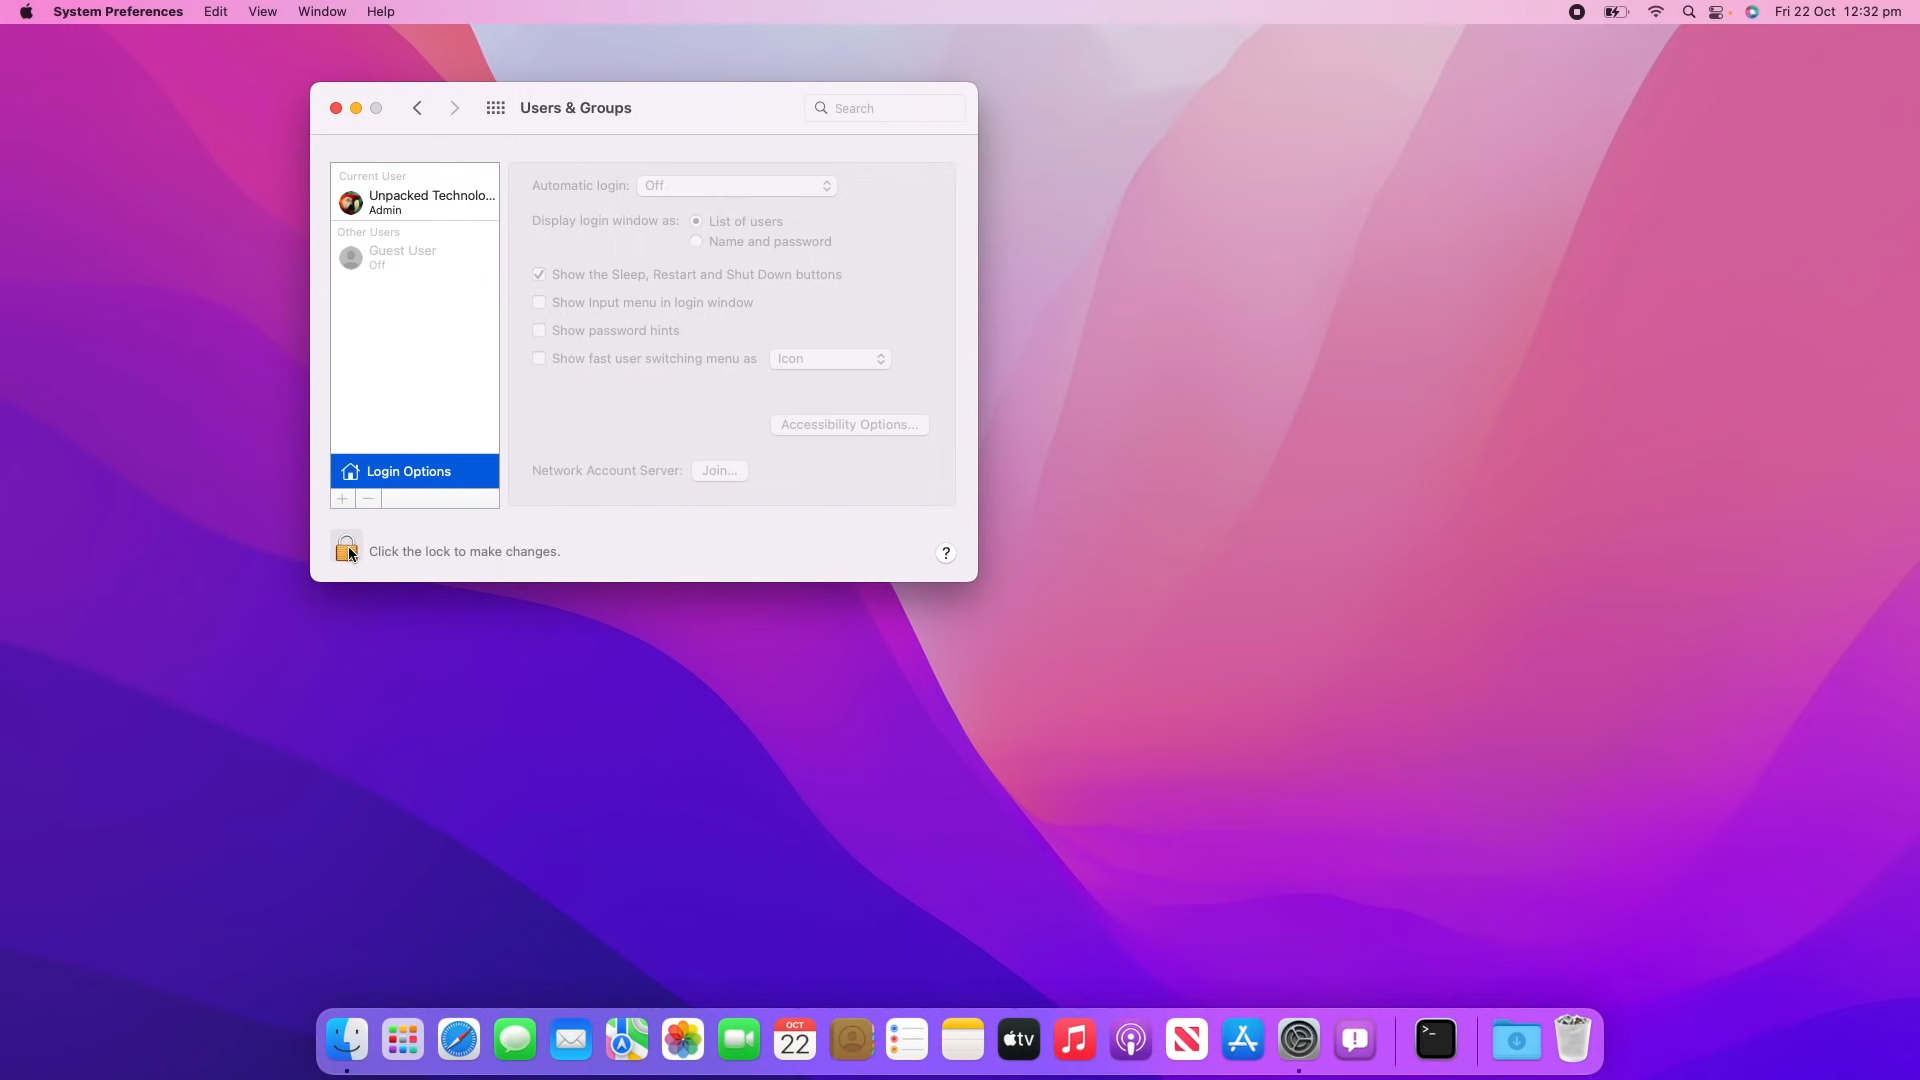 System Preferences Edit View Window Help Fri 22 Oct 12:32 pm
Users & Groups
Search
Current User
Unpacked Technolo...
Admin
Other Users
Guest User
Off
Login Options
Automatic login: Off
Display login window as: List of users
Name and password
Show the Sleep, Restart and Shut Down buttons
Show Input menu in login window
Show password hints
Show fast user switching menu as Icon
Accessibility Options...
Network Account Server: Join...
Click the lock to make changes.
?
OCT
22
tv